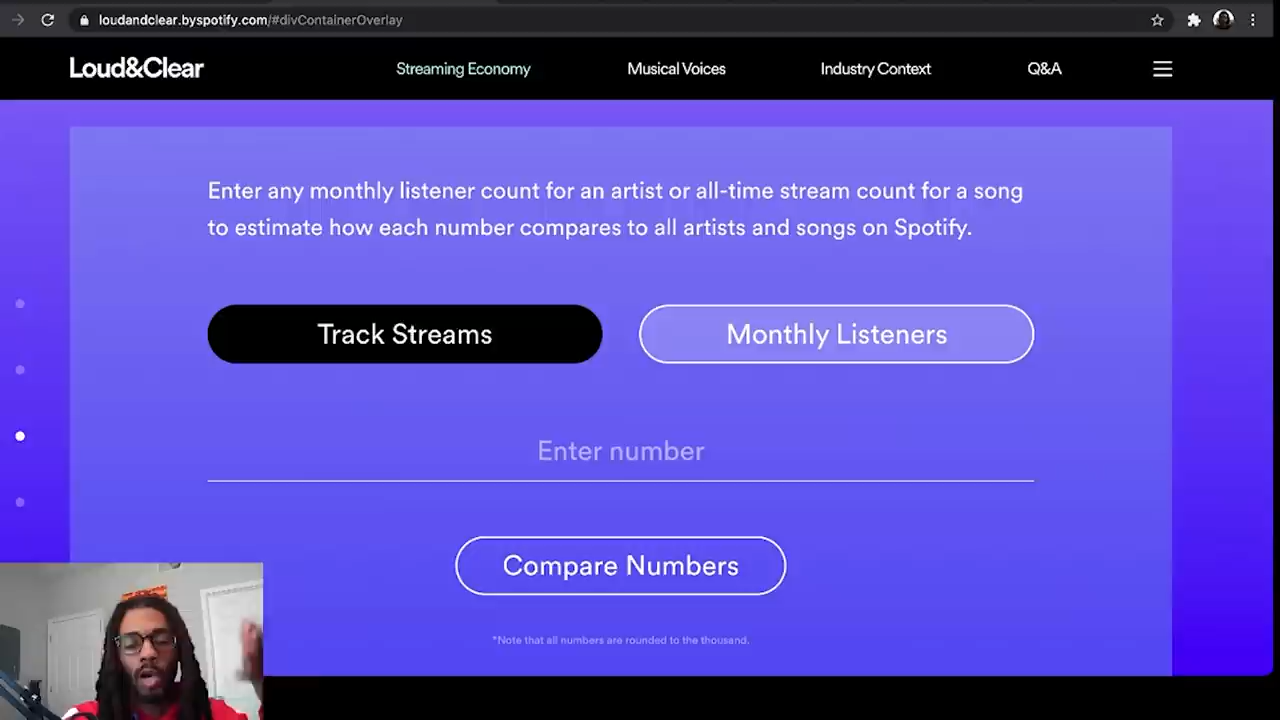 loudandclear.byspotify.com/#divContainerOverlay
Loud&Clear
Streaming Economy
Musical Voices
Industry Context
Q&A
Enter any monthly listener count for an artist or all-time stream count for a song
to estimate how each number compares to all artists and songs on Spotify.
Track Streams
Monthly Listeners
Enter number
Compare Numbers
*Note that all numbers are rounded to the thousand.